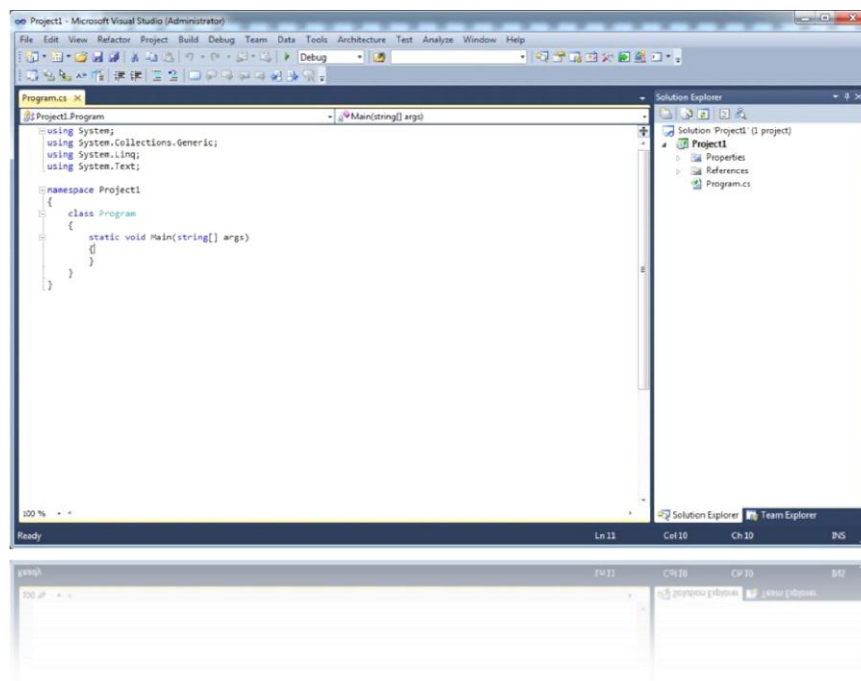 Project1 - Microsoft Visual Studio (Administrator)
File Edit View Refactor Project Build Debug Team Data Tools Architecture Test Analyze Window Help
Debug
Program.cs
Project1.Program
Main(string[] args)
using System;
using System.Collections.Generic;
using System.Linq;
using System.Text;
namespace Project1
{
class Program
{
static void Main(string[] args)
{
}
}
}
100 %
Solution Explorer
Solution 'Project1' (1 project)
Project1
Properties
References
Program.cs
Solution Explorer Team Explorer
Ready Ln 11 Col 10 Ch 10 INS